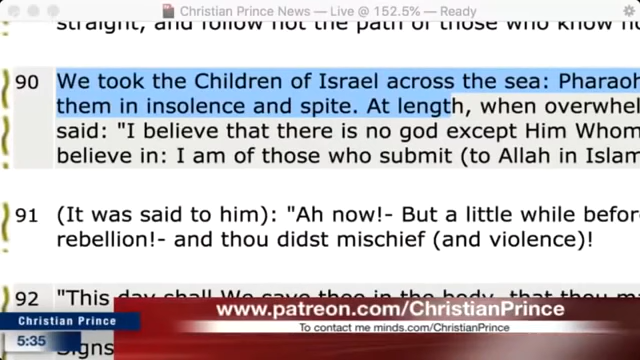 Christian Prince News — Live @ 152.5% — Ready
straight, and follow not the path of those who know no
90 We took the Children of Israel across the sea: Pharaoh
them in insolence and spite. At length, when overwhel
said: "I believe that there is no god except Him Whom
believe in: I am of those who submit (to Allah in Islam
91 (It was said to him): "Ah now!- But a little while before
rebellion!- and thou didst mischief (and violence)!
92 "This day shall We save thee in the body, that thou m
www.patreon.com/ChristianPrince
Christian Prince
To contact me minds.com/ChristianPrince
5:35
Signs